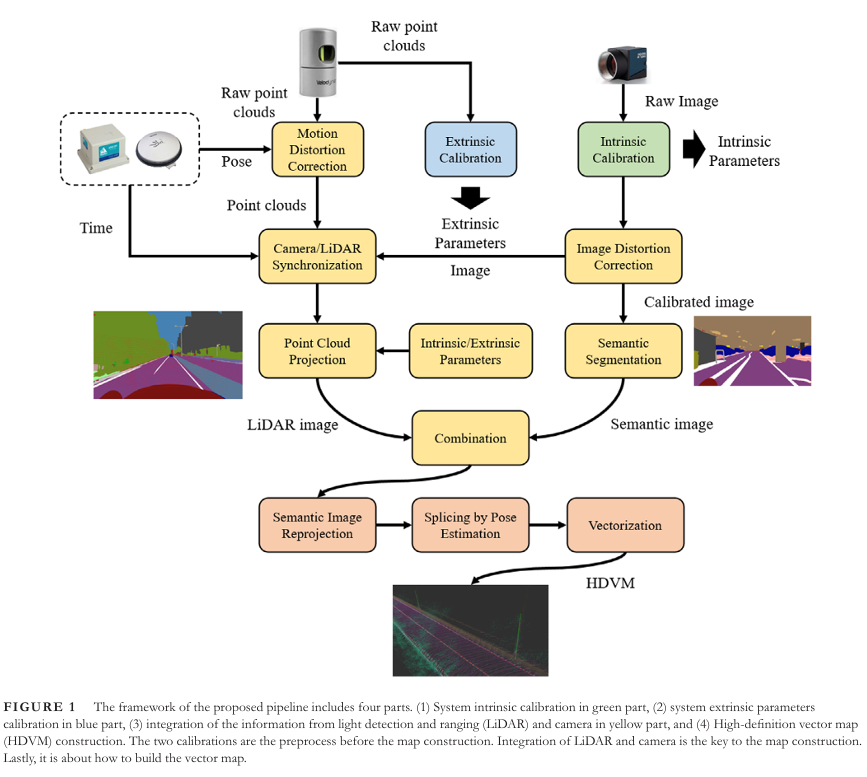 Raw point
clouds
Velodyne
Raw point
clouds
Raw Image
Motion
Distortion
Correction
Extrinsic
Calibration
Intrinsic
Calibration
Intrinsic
Parameters
Pose
Point clouds
Time
Extrinsic
Parameters
Camera/LiDAR
Synchronization
Image
Image Distortion
Correction
Calibrated image
Point Cloud
Projection
Intrinsic/Extrinsic
Parameters
Semantic
Segmentation
LiDAR image
Combination
Semantic image
Semantic Image
Reprojection
Splicing by Pose
Estimation
Vectorization
HDVM
FIGURE 1 The framework of the proposed pipeline includes four parts. (1) System intrinsic calibration in green part, (2) system extrinsic parameters
calibration in blue part, (3) integration of the information from light detection and ranging (LiDAR) and camera in yellow part, and (4) High-definition vector map
(HDVM) construction. The two calibrations are the preprocess before the map construction. Integration of LiDAR and camera is the key to the map construction.
Lastly, it is about how to build the vector map.